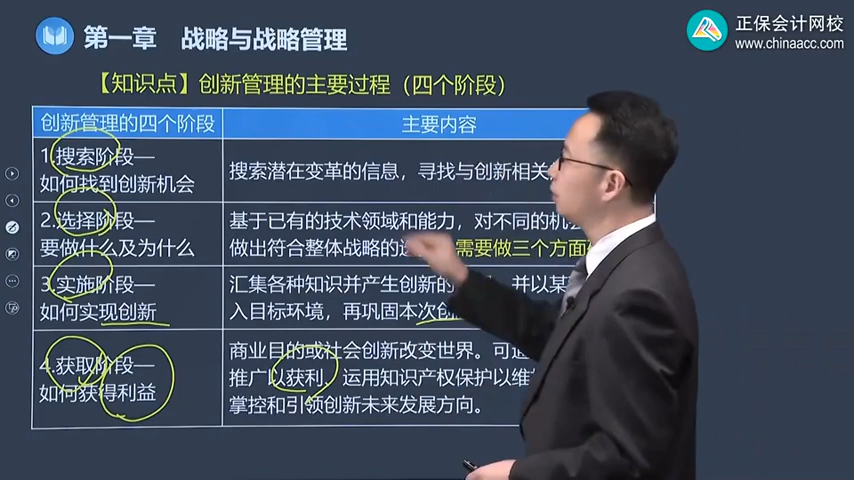 第一章 战略与战略管理
正保会计网校
www.chinaacc.com
【知识点】创新管理的主要过程（四个阶段）
创新管理的四个阶段
主要内容
1.搜索阶段—
如何找到创新机会
搜索潜在变革的信息，寻找与创新相关
2.选择阶段—
要做什么及为什么
基于已有的技术领域和能力，对不同的机
做出符合整体战略的 需要做三个方面
3.实施阶段—
如何实现创新
汇集各种知识并产生创新的 并以某
入目标环境，再巩固本次创
4.获取阶段—
如何获得利益
商业目的或社会创新改变世界。可
推广以获利，运用知识产权保护以维
掌控和引领创新未来发展方向。